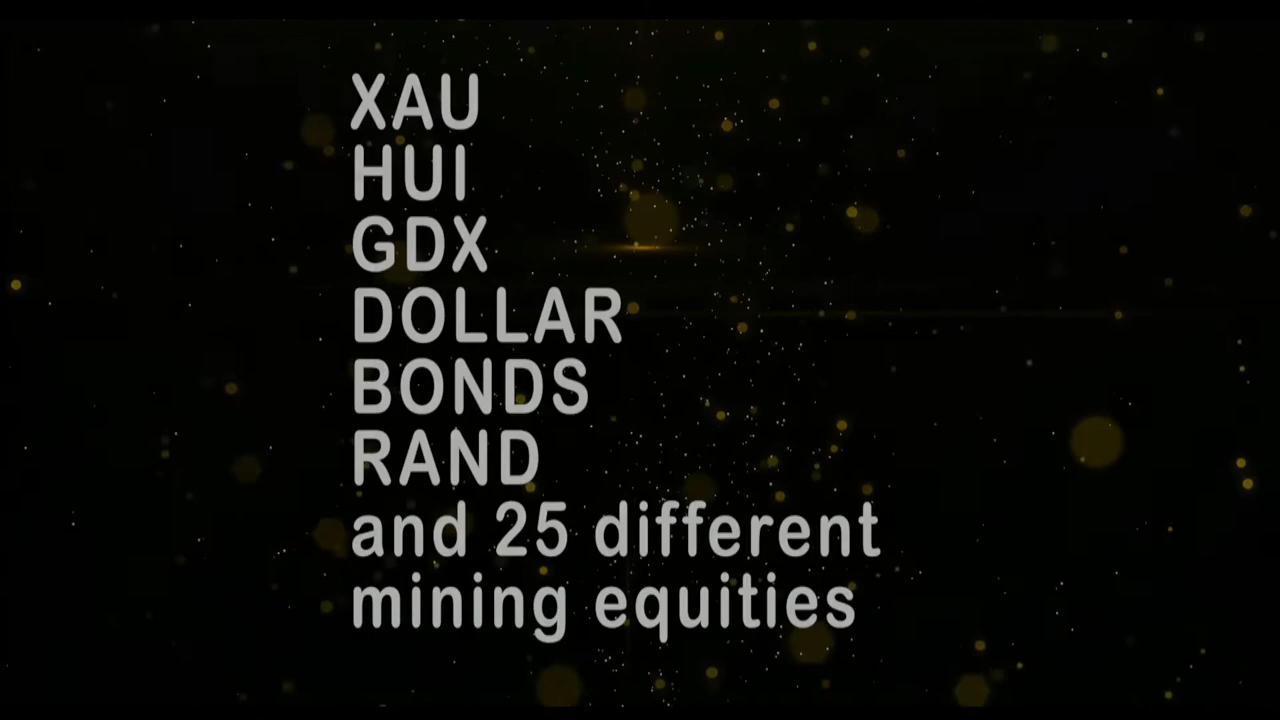 XAU
HUI
GDX
DOLLAR
BONDS
RAND
and 25 different
mining equities